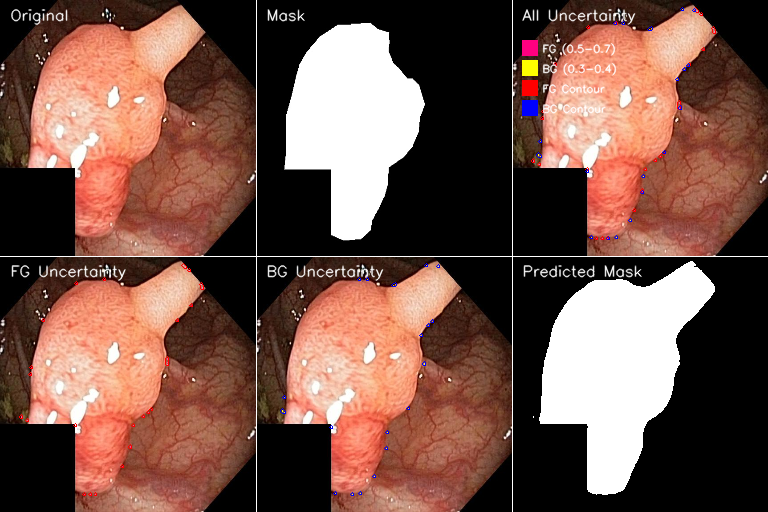 Original
Mask
All Uncertainty
FG (0.5-0.7)
BG (0.3-0.4)
FG Contour
BG Contour
FG Uncertainty
BG Uncertainty
Predicted Mask